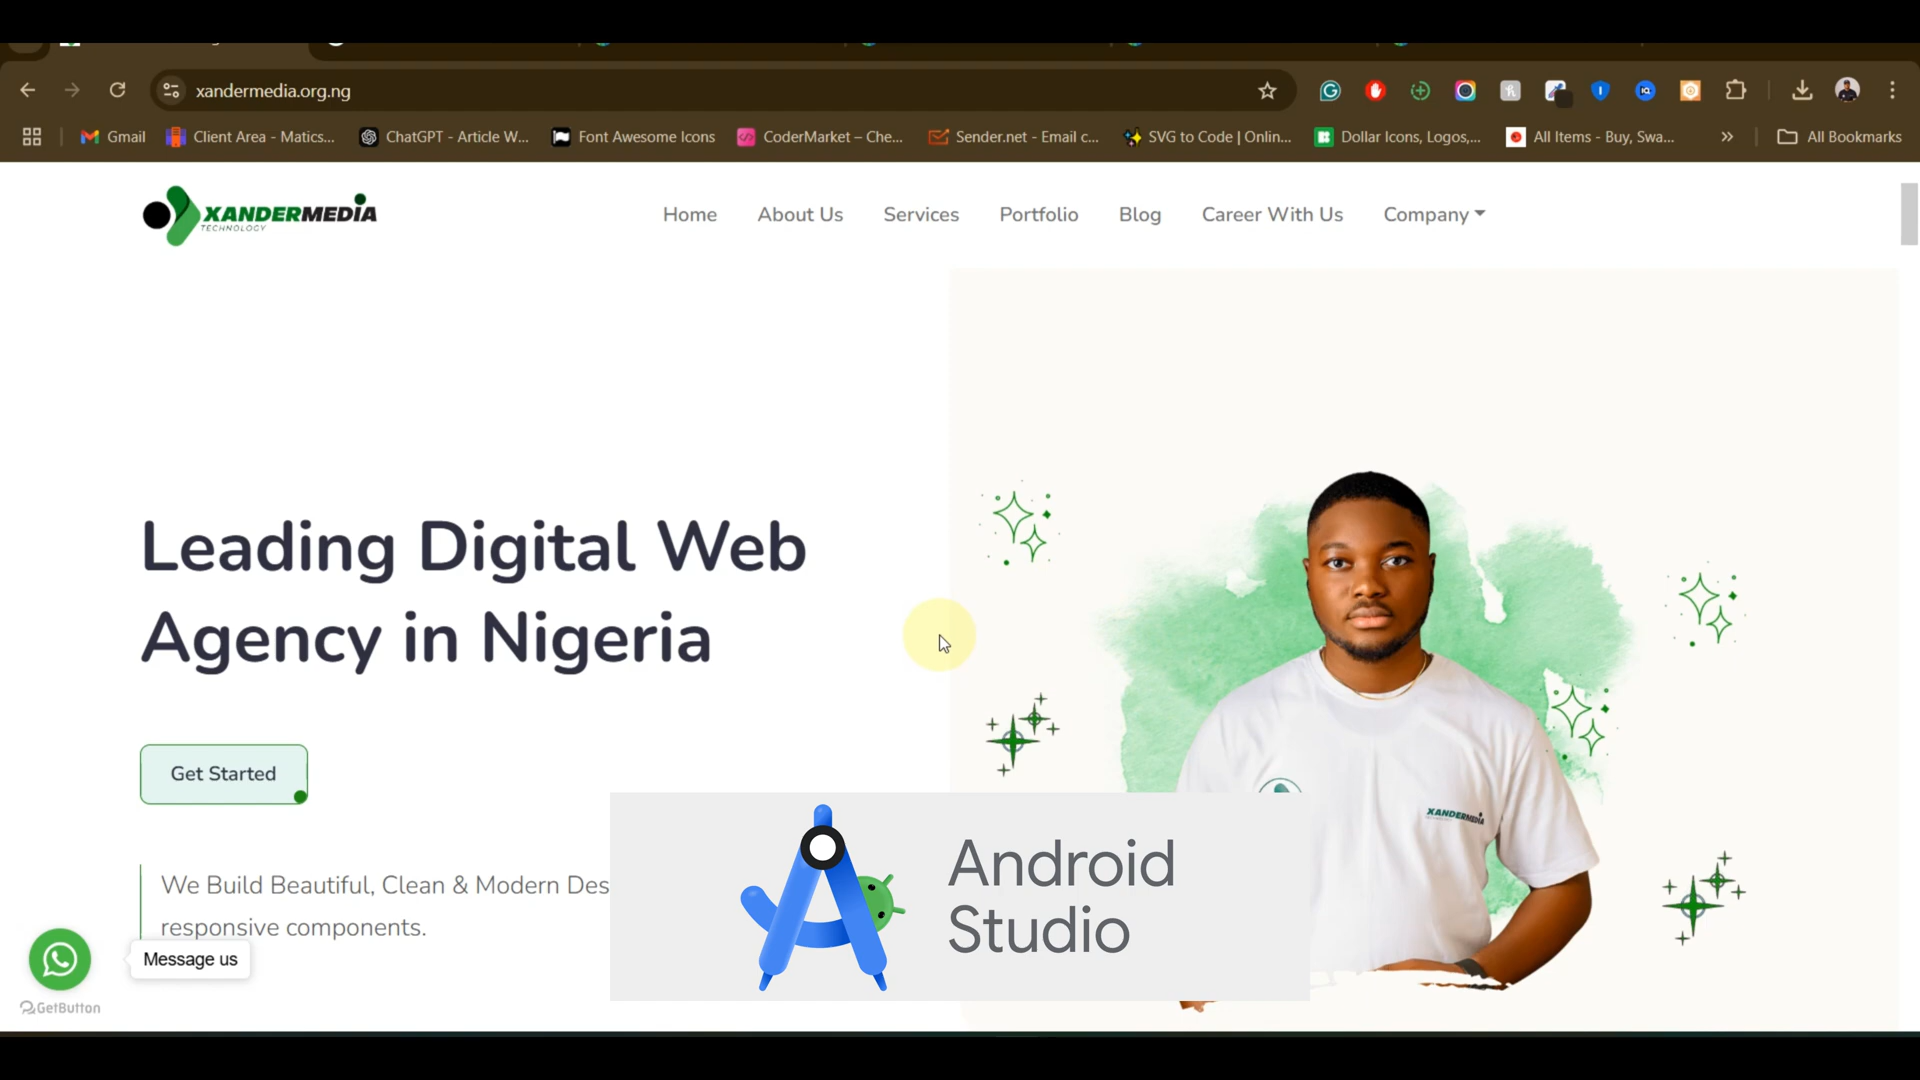 xandermedia.org.ng
Gmail
Client Area - Matics...
ChatGPT - Article W...
Font Awesome Icons
CoderMarket – Che...
Sender.net - Email c...
SVG to Code | Onlin...
Dollar Icons, Logos,...
All Items - Buy, Swa...
All Bookmarks
XANDERMEDIA
TECHNOLOGY
Home
About Us
Services
Portfolio
Blog
Career With Us
Company
Leading Digital Web
Agency in Nigeria
Get Started
We Build Beautiful, Clean & Modern Des
responsive components.
Message us
GetButton
XANDERMEDIA
Android
Studio